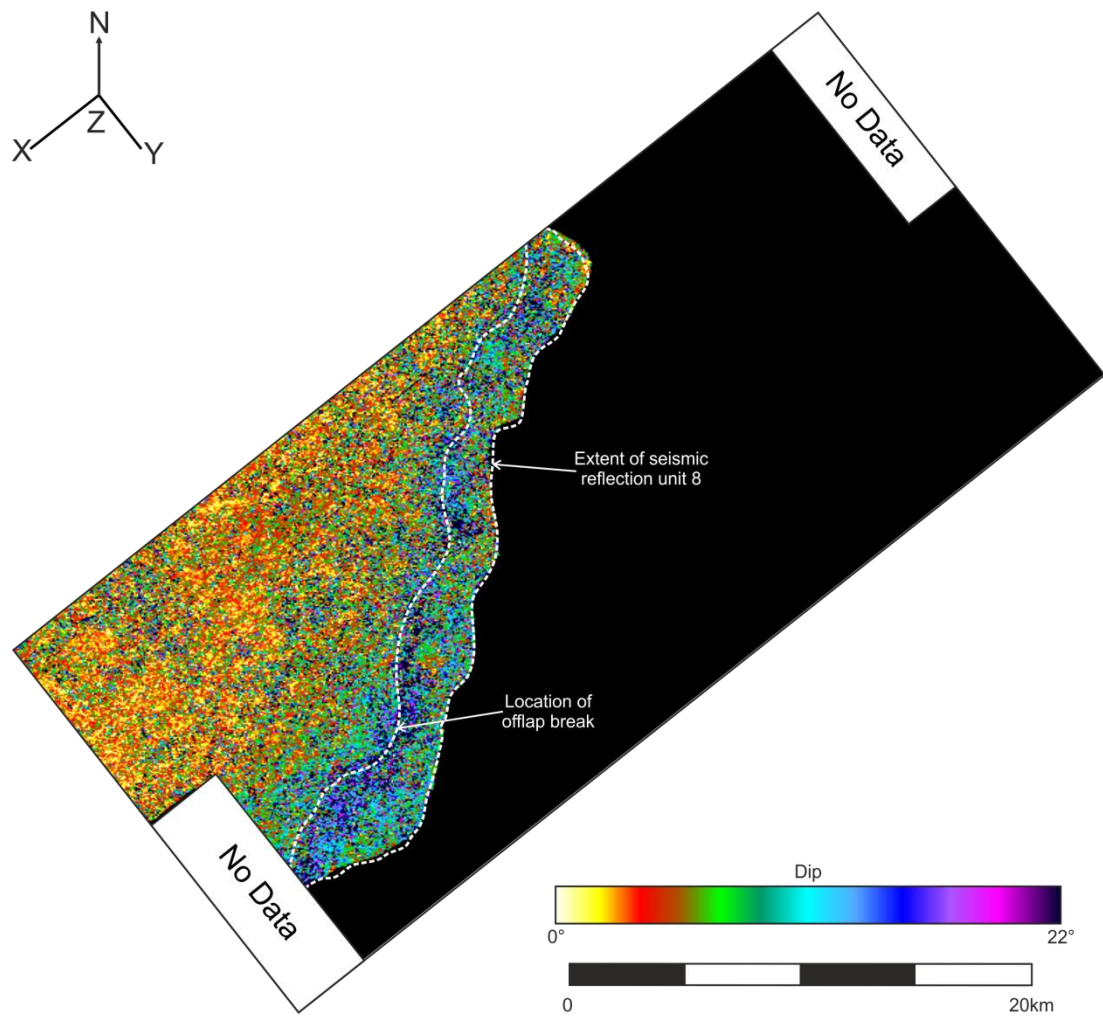 N
X
Z
Y
No Data
Extent of seismic
reflection unit 8
Location of
offlap break
No Data
Dip
0°
22°
0
20km